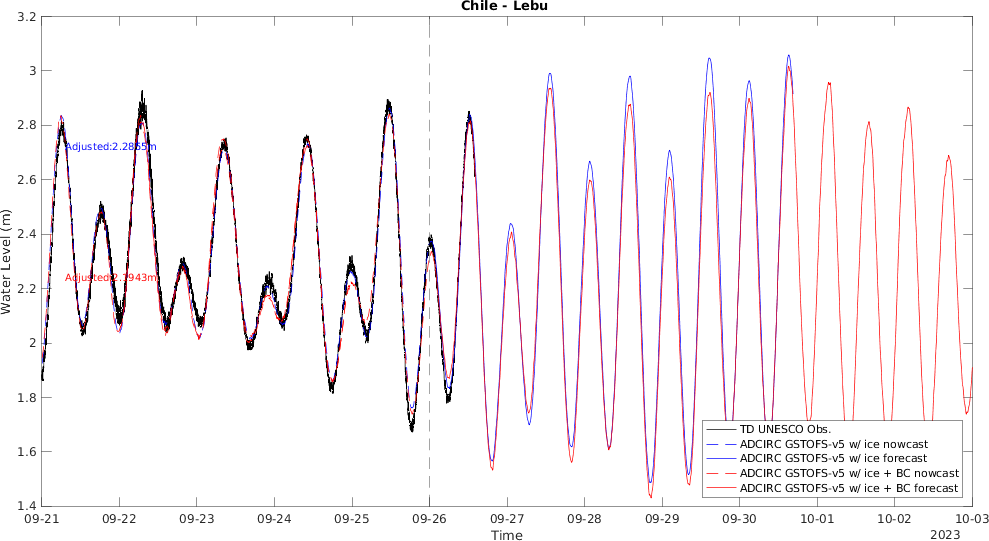 Chile - Lebu
3.2
3
2.8
2.6
2.4
2.2
2
1.8
1.6
1.4
Water Level (m)
Adjusted:2.2865m
Adjusted:2.1943m
TD UNESCO Obs.
ADCIRC GSTOFS-v5 w/ ice nowcast
ADCIRC GSTOFS-v5 w/ ice forecast
ADCIRC GSTOFS-v5 w/ ice + BC nowcast
ADCIRC GSTOFS-v5 w/ ice + BC forecast
09-21 09-22 09-23 09-24 09-25 09-26 09-27 09-28 09-29 09-30 10-01 10-02 10-03
Time
2023